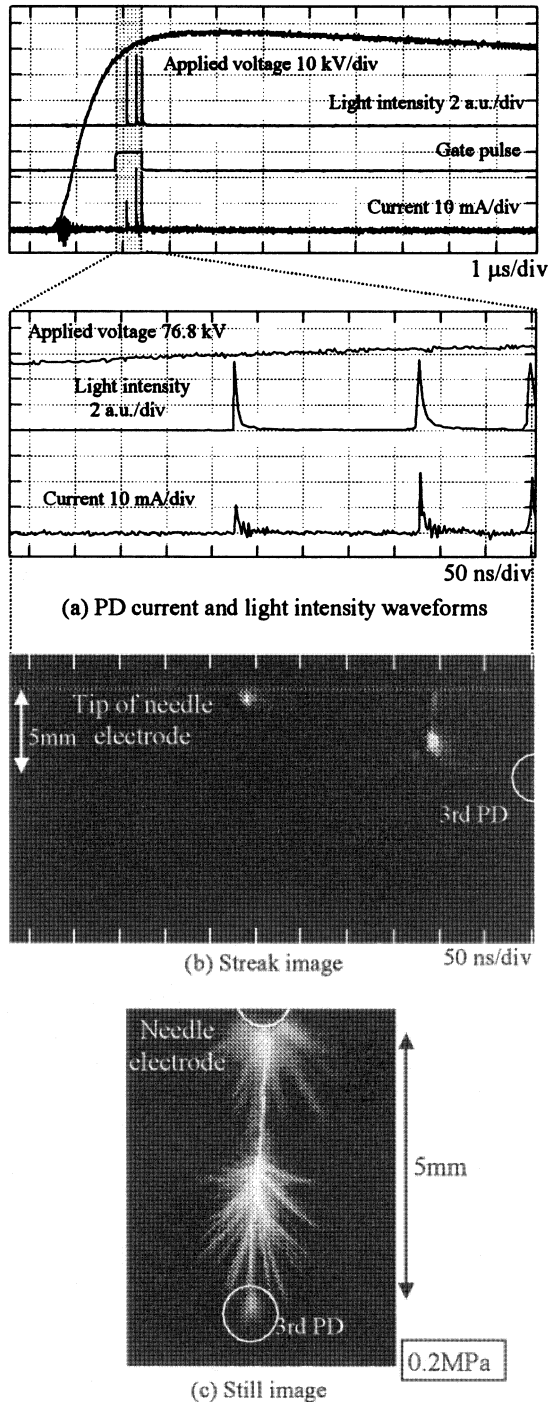 Applied voltage 10 kV/div
Light intensity 2 a.u./div
Gate pulse
Current 10 mA/div
1 μs/div
Applied voltage 76.8 kV
Light intensity
2 a.u./div
Current 10 mA/div
50 ns/div
(a) PD current and light intensity waveforms
Tip of needle
electrode
5mm
3rd PD
(b) Streak image
50 ns/div
Needle
electrode
5mm
3rd PD
0.2MPa
(c) Still image